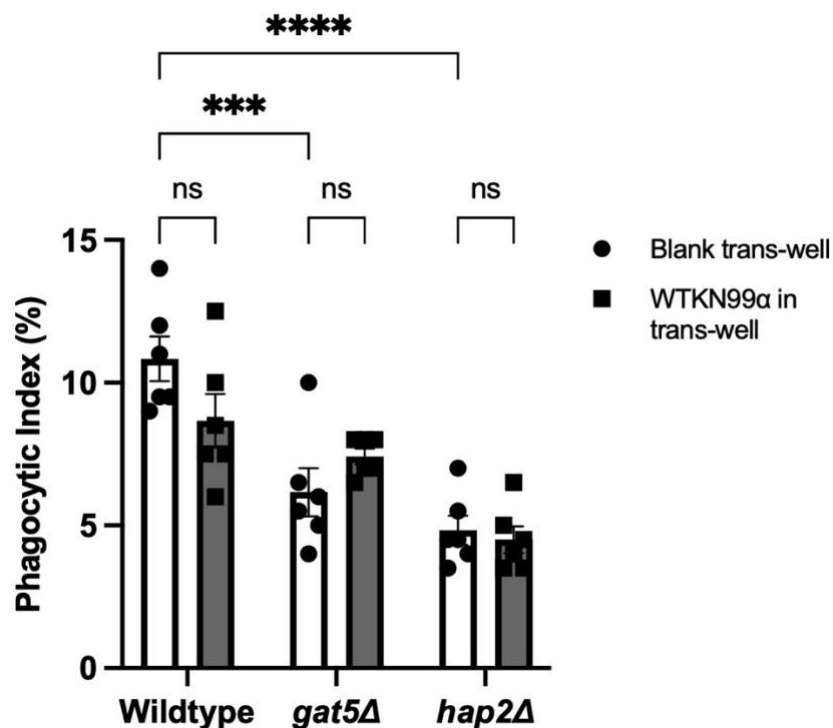 ****
***
ns
ns
ns
15
10
5
0
Phagocytic Index (%)
Wildtype
gat5Δ
hap2Δ
Blank trans-well
WTKN99α in
trans-well